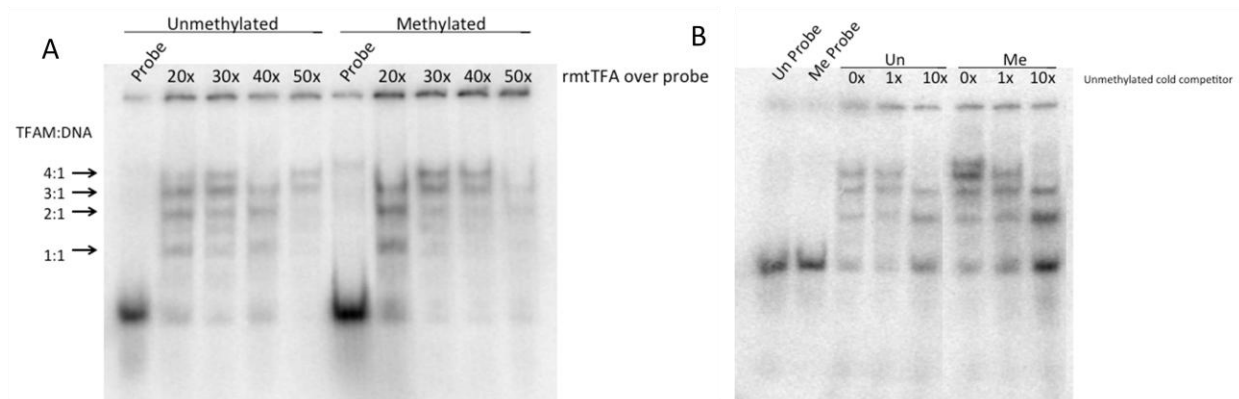 A
Unmethylated Methylated
Probe 20x 30x 40x 50x Probe 20x 30x 40x 50x rmtTFA over probe
TFAM:DNA
4:1
3:1
2:1
1:1
B
Un Probe Me Probe Un Me
0x 1x 10x 0x 1x 10x Unmethylated cold competitor